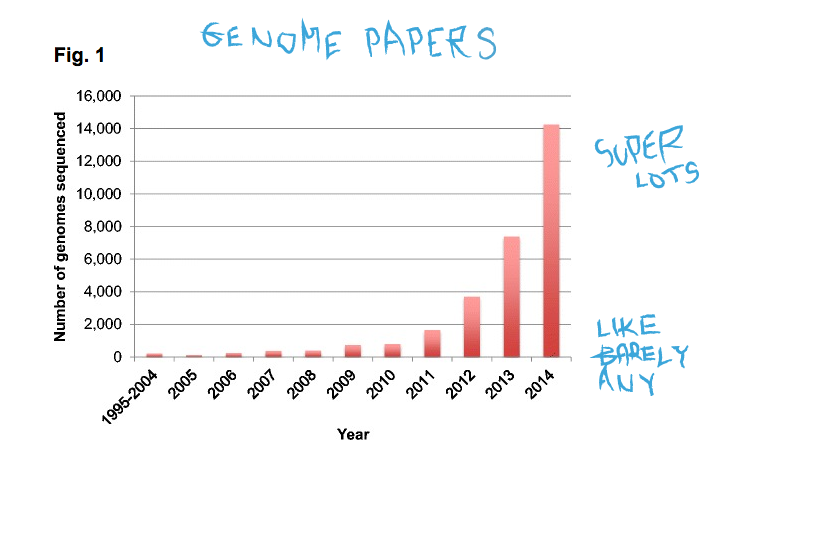 GENOME PAPERS
Fig. 1
16,000
14,000
12,000
10,000
8,000
6,000
4,000
2,000
0
Number of genomes sequenced
1995-2004
2005
2006
2007
2008
2009
2010
2011
2012
2013
2014
Year
SUPER
LOTS
LIKE
BARELY
ANY